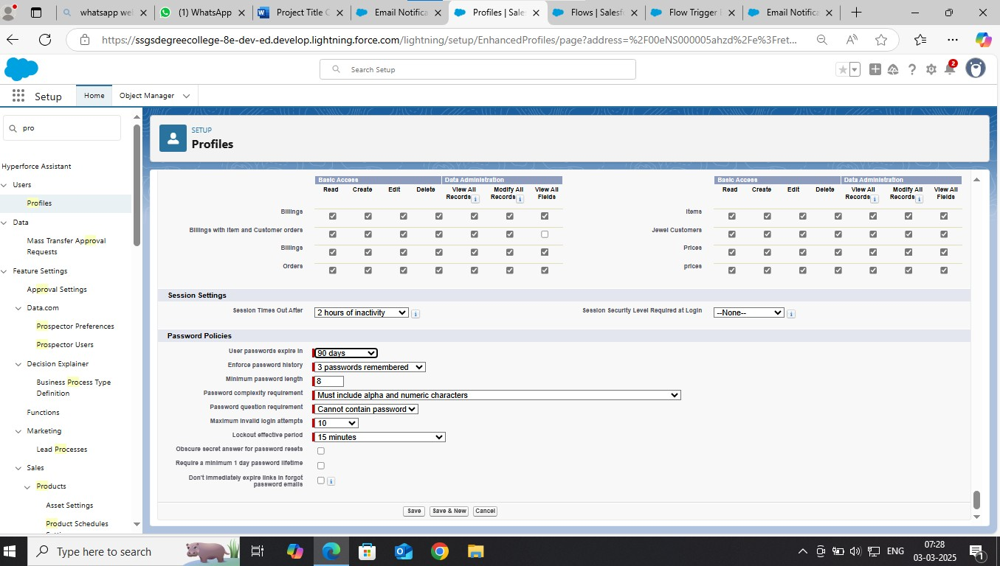 whatsapp we
(1) WhatsApp
Project Title C
Email Notifica
Profiles | Sale
Flows | Salesf
Flow Trigger
Email Notifica
https://ssgsdegreecollege-8e-dev-ed.develop.lightning.force.com/lightning/setup/EnhancedProfiles/page?address=%2F00eNS000005ahzd%2Fe%3Fret...
Search Setup
2
Setup
Home
Object Manager
pro
SETUP
Profiles
Hyperforce Assistant
Users
Profiles
Data
Mass Transfer Approval
Requests
Feature Settings
Approval Settings
Data.com
Prospector Preferences
Prospector Users
Decision Explainer
Business Process Type
Definition
Functions
Marketing
Lead Processes
Sales
Products
Asset Settings
Product Schedules
Basic Access Data Administration Basic Access Data Administration
Read Create Edit Delete View All Records Modify All Records View All Fields Read Create Edit Delete View All Records Modify All Records View All Fields
Billings Items
Billings with Item and Customer orders Jewel Customers
Billings Prices
Orders prices
Session Settings
Session Times Out After 2 hours of inactivity Session Security Level Required at Login --None--
Password Policies
User passwords expire in 90 days
Enforce password history 3 passwords remembered
Minimum password length 8
Password complexity requirement Must include alpha and numeric characters
Password question requirement Cannot contain password
Maximum invalid login attempts 10
Lockout effective period 15 minutes
Obscure secret answer for password resets
Require a minimum 1 day password lifetime
Don't immediately expire links in forgot
password emails
Save Save & New Cancel
Type here to search
ENG
07:28
03-03-2025
1